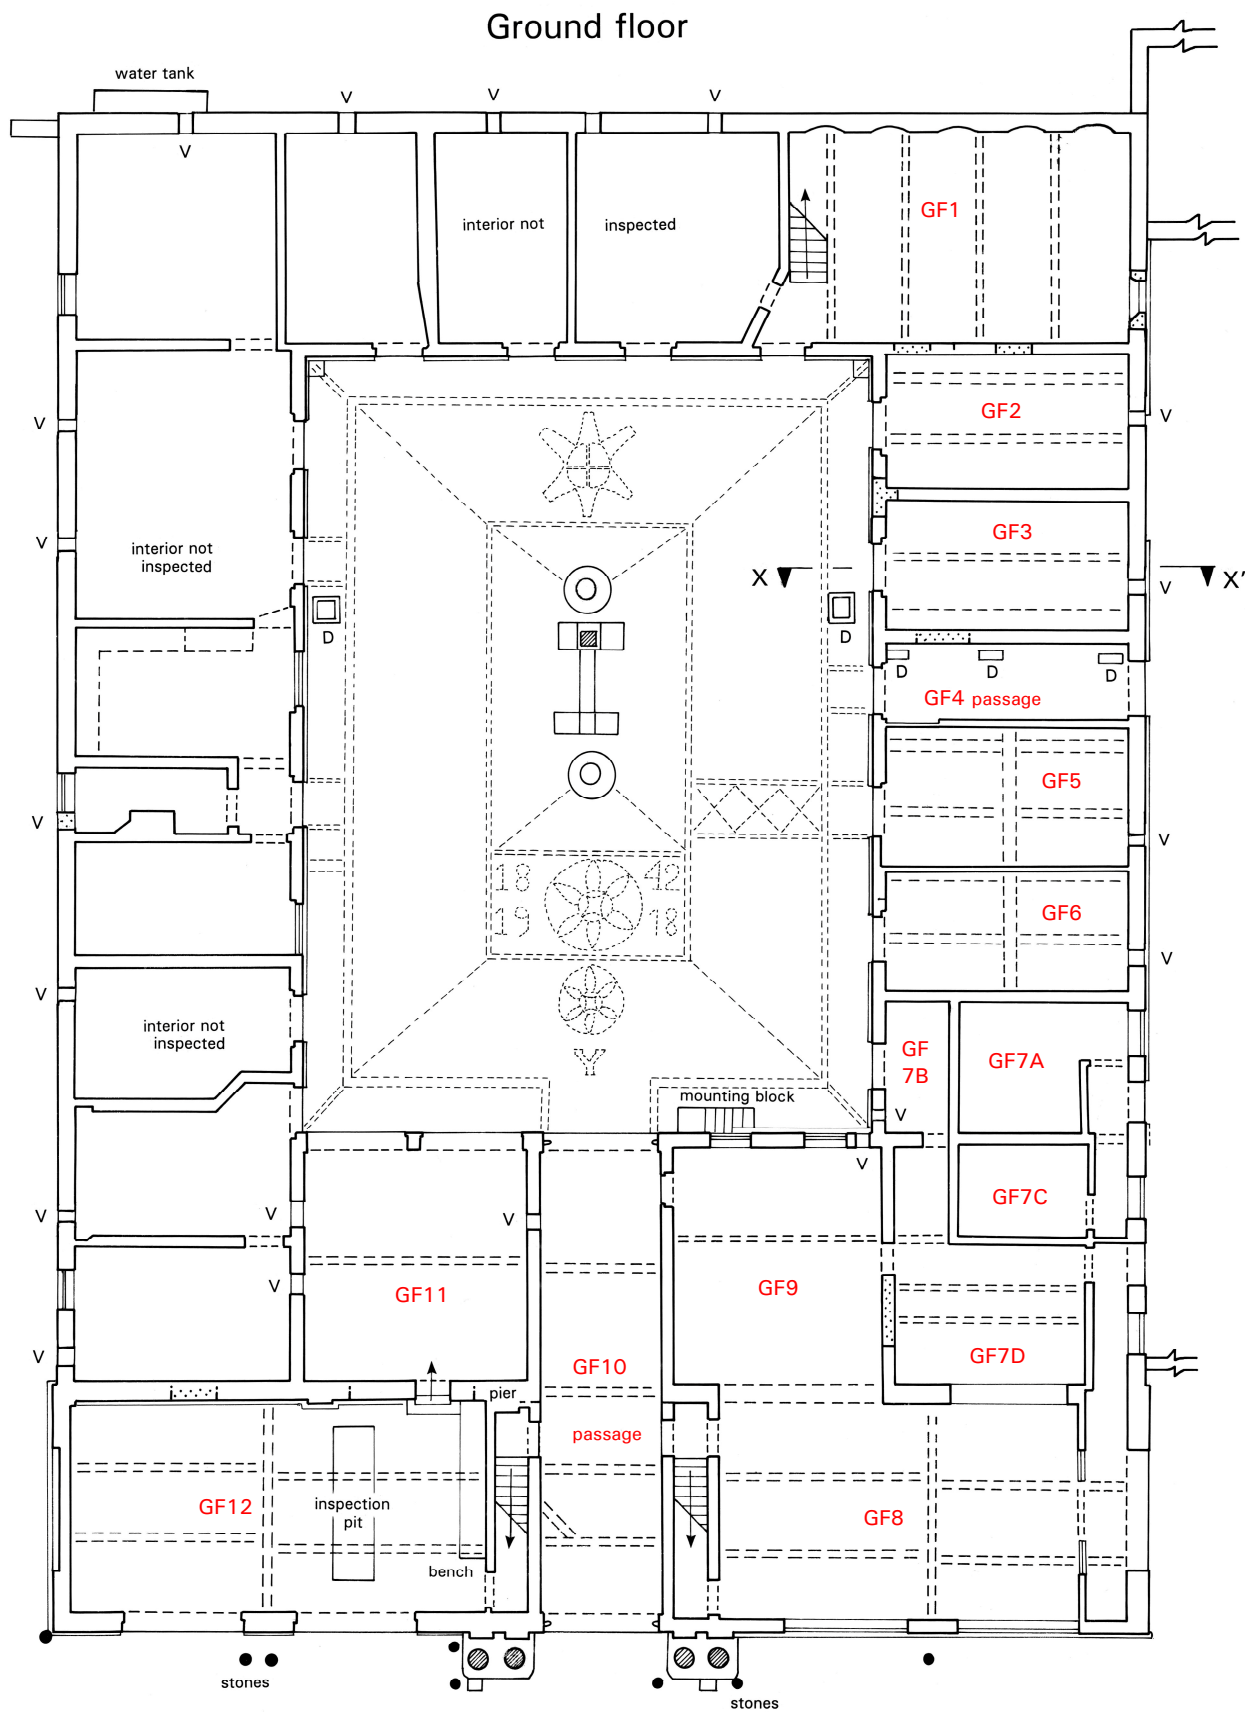 Ground floor
water tank
V
V
V
V
interior not
inspected
GF1
GF2
V
V
GF3
V
interior not
inspected
X
X'
V
D
D
D
D
D
GF4 passage
GF5
V
V
18
42
GF6
19
18
V
V
interior not
inspected
GF
7B
GF7A
Y
mounting block
V
V
GF7C
V
V
V
GF9
V
GF11
V
GF7D
GF10
pier
passage
GF12
inspection
pit
GF8
bench
stones
stones